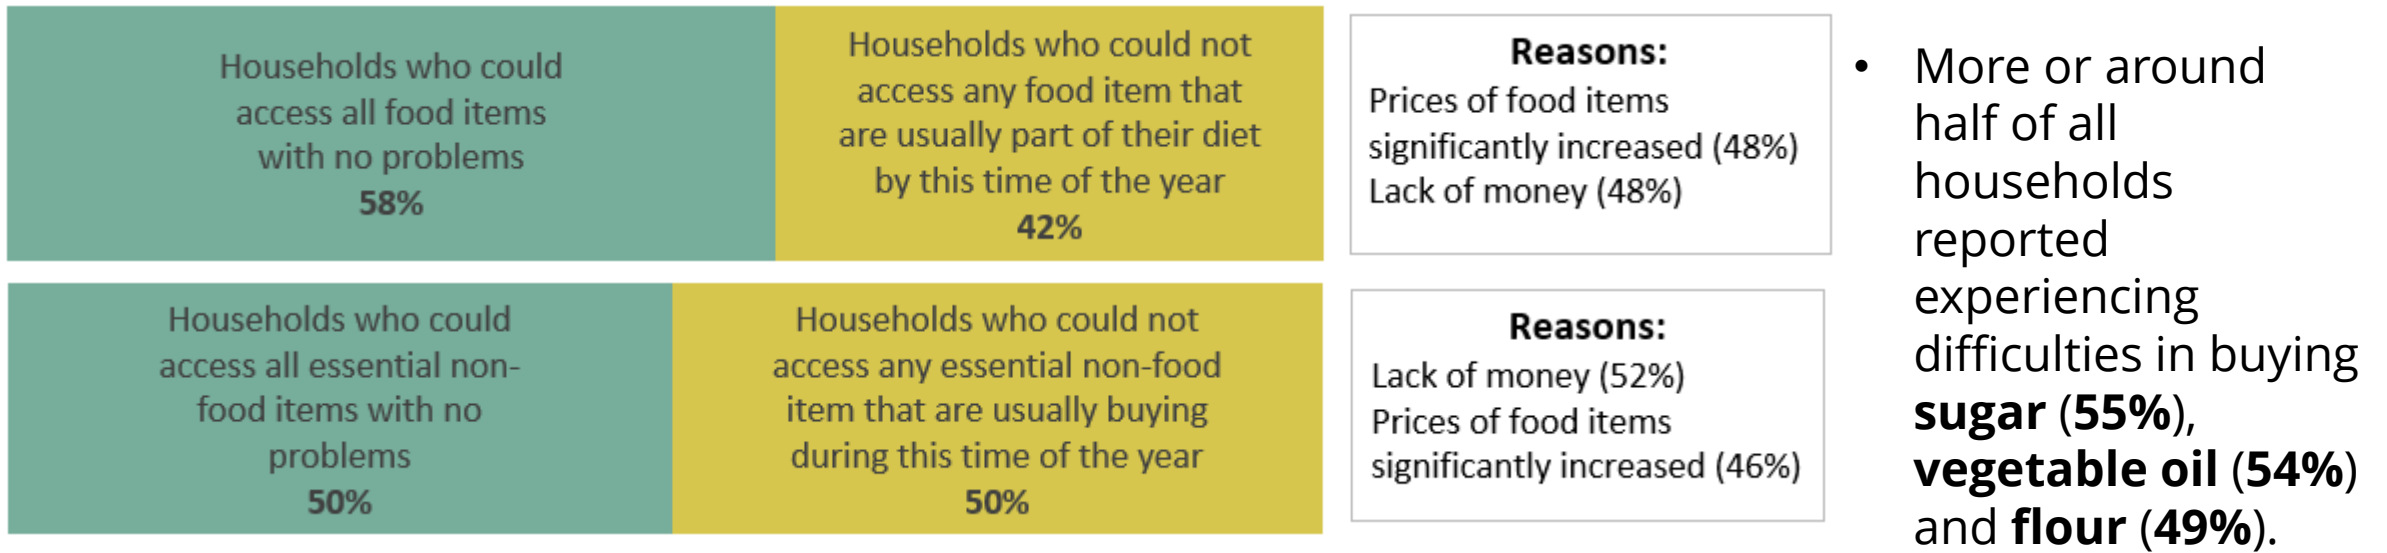 Households who could
access all food items
with no problems
58%
Households who could not
access any food item that
are usually part of their diet
by this time of the year
42%
Reasons:
Prices of food items
significantly increased (48%)
Lack of money (48%)
Households who could
access all essential non-
food items with no
problems
50%
Households who could not
access any essential non-food
item that are usually buying
during this time of the year
50%
Reasons:
Lack of money (52%)
Prices of food items
significantly increased (46%)
• More or around
half of all
households
reported
experiencing
difficulties in buying
sugar (55%),
vegetable oil (54%)
and flour (49%).